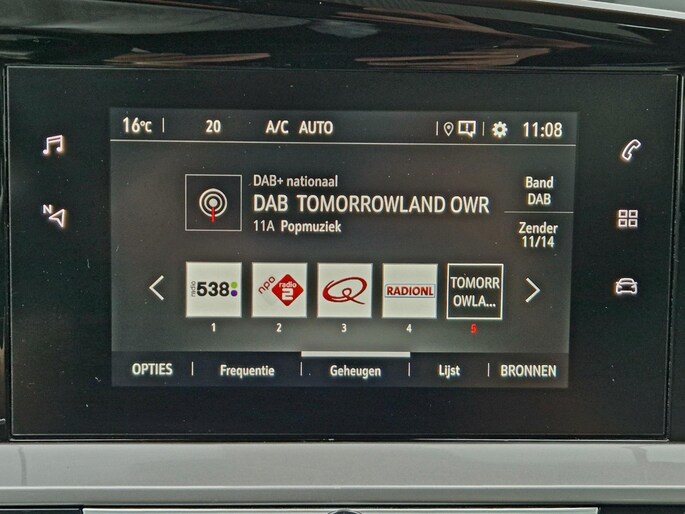 16°C 20 A/C AUTO 11:08
DAB+ nationaal
DAB TOMORROWLAND OWR
11A Popmuziek
Band
DAB
Zender
11/14
N
radio 538
npo radio 2
Q
RADIONL
TOMORR
OWLA...
1 2 3 4 5
OPTIES Frequentie Geheugen Lijst BRONNEN